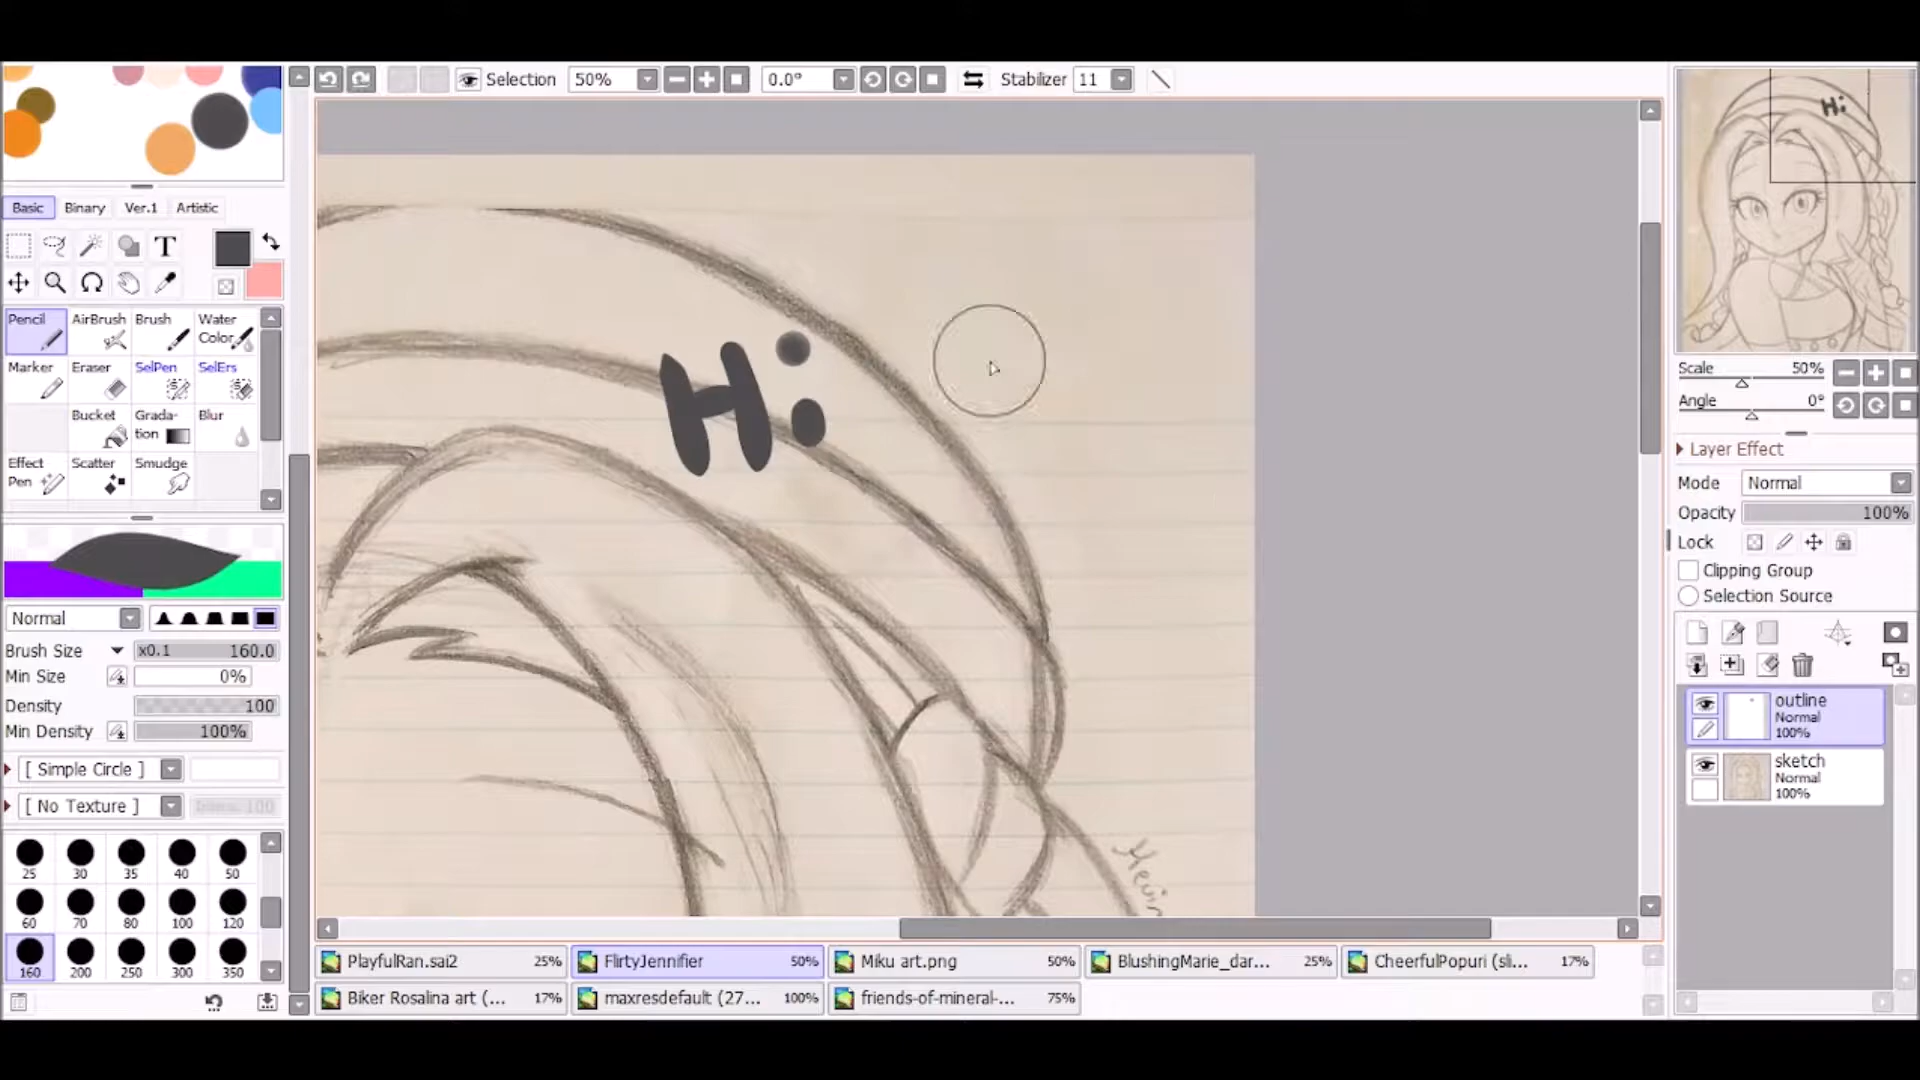 Selection 50% 0.0° Stabilizer 11
Basic Binary Ver.1 Artistic
T
Pencil AirBrush Brush Water Color
Marker Eraser SelPen SelErs
Bucket Grada-tion Blur
Effect Pen Scatter Smudge
Normal
Brush Size x0.1 160.0
Min Size 0%
Density 100
Min Density 100%
[ Simple Circle ]
[ No Texture ]
25 30 35 40 50
60 70 80 100 120
160 200 250 300 350
Hi
PlayfulRan.sai2 25% FlirtyJennifier 50% Miku art.png 50% BlushingMarie_dar... 25% CheerfulPopuri (sli... 17%
Biker Rosalina art (... 17% maxresdefault (27... 100% friends-of-mineral-... 75%
Hi
Scale 50%
Angle 0°
Layer Effect
Mode Normal
Opacity 100%
Lock
Clipping Group
Selection Source
outline
Normal
100%
sketch
Normal
100%